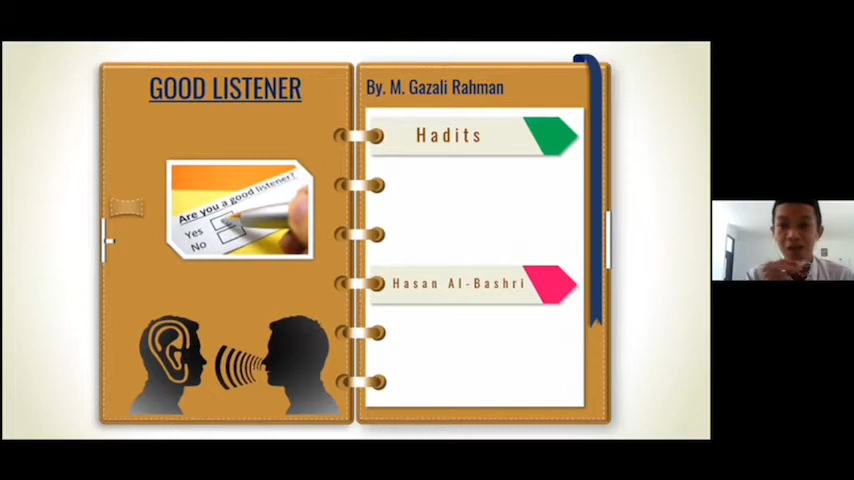 GOOD LISTENER
Are you a good listener?
Yes
No
By. M. Gazali Rahman
Hadits
Hasan Al-Bashri